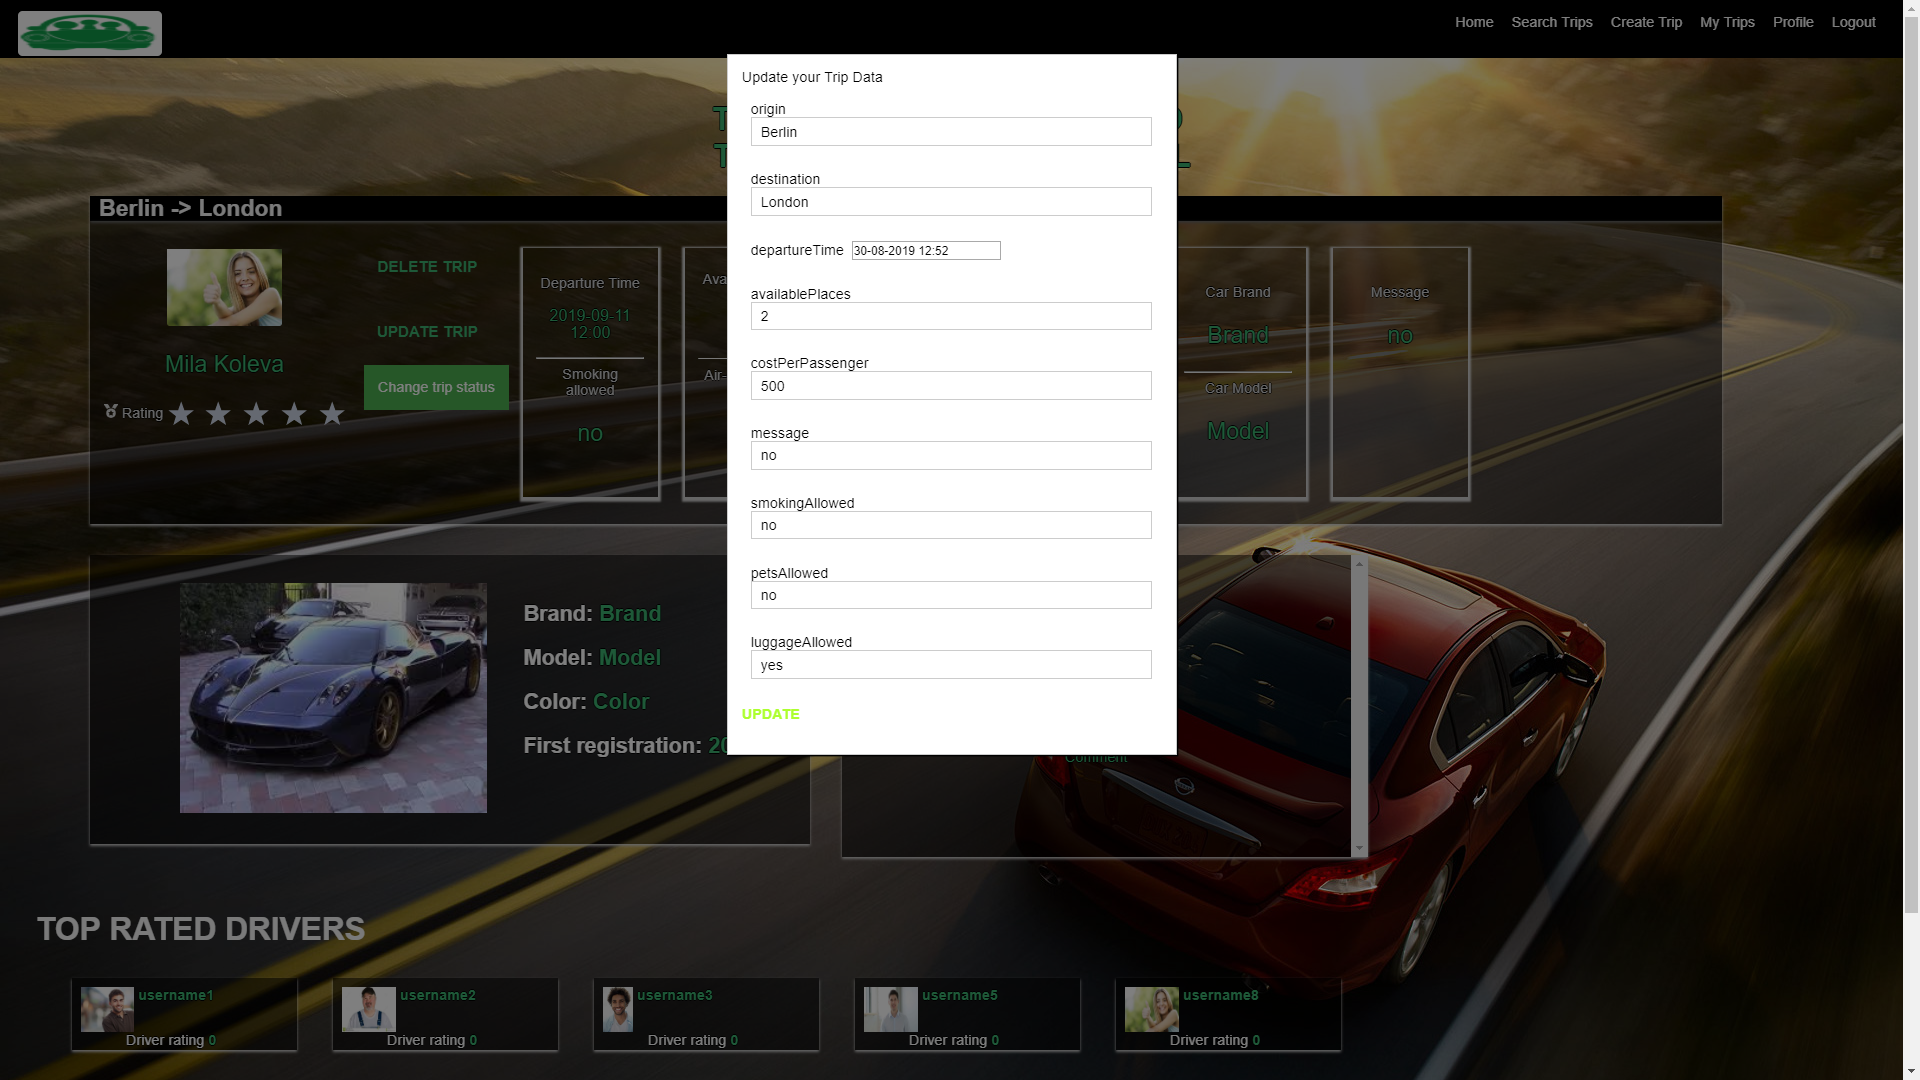 Home Search Trips Create Trip My Trips Profile Logout
Update your Trip Data
origin
Berlin
destination
London
departureTime 30-08-2019 12:52
availablePlaces
2
costPerPassenger
500
message
no
smokingAllowed
no
petsAllowed
no
luggageAllowed
yes
UPDATE
Berlin -> London
Mila Koleva
Rating
DELETE TRIP
UPDATE TRIP
Change trip status
Departure Time
2019-09-11
12:00
Smoking
allowed
no
Car Brand
Brand
Car Model
Model
Message
no
Brand: Brand
Model: Model
Color: Color
First registration:
Comment
TOP RATED DRIVERS
username1
Driver rating 0
username2
Driver rating 0
username3
Driver rating 0
username5
Driver rating 0
username8
Driver rating 0